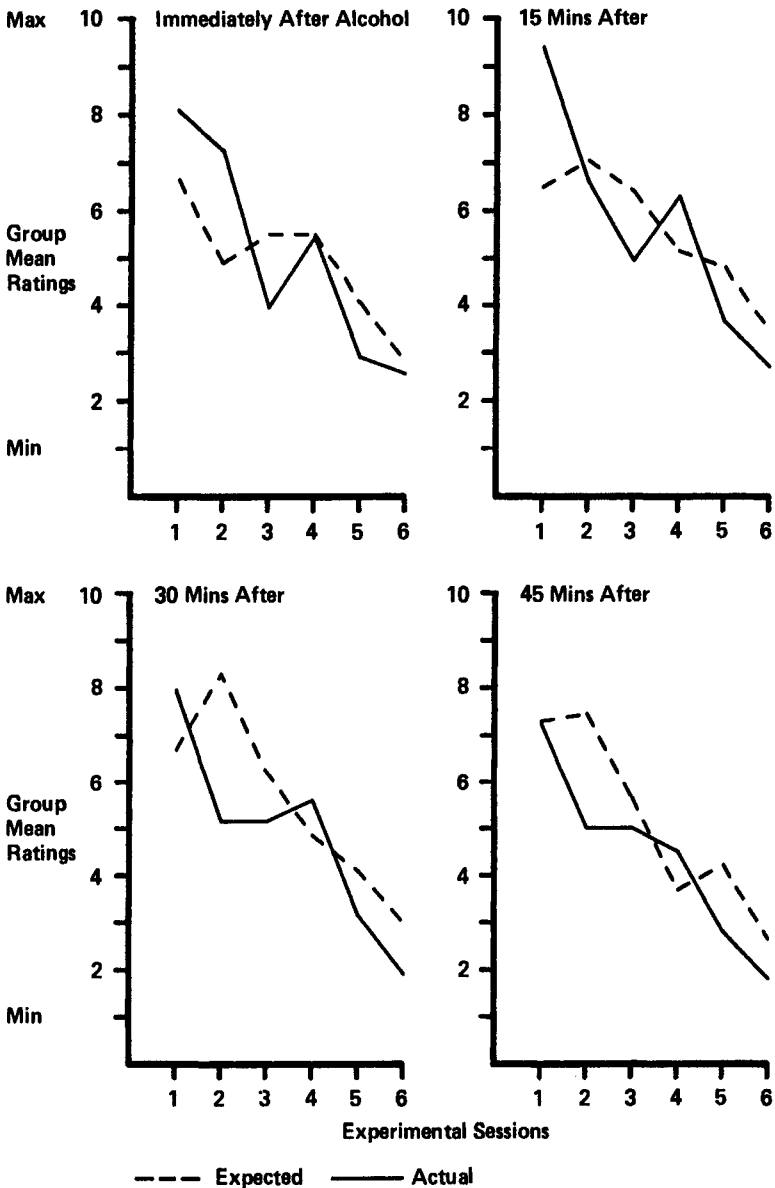 Max 10 Immediately After Alcohol 10 15 Mins After
8 8
6 6
Group
Mean
Ratings
4 4
2 2
Min
1 2 3 4 5 6 1 2 3 4 5 6
Max 10 30 Mins After 10 45 Mins After
8 8
6 6
Group
Mean
Ratings
4 4
2 2
Min
1 2 3 4 5 6 1 2 3 4 5 6
Experimental Sessions
Expected Actual